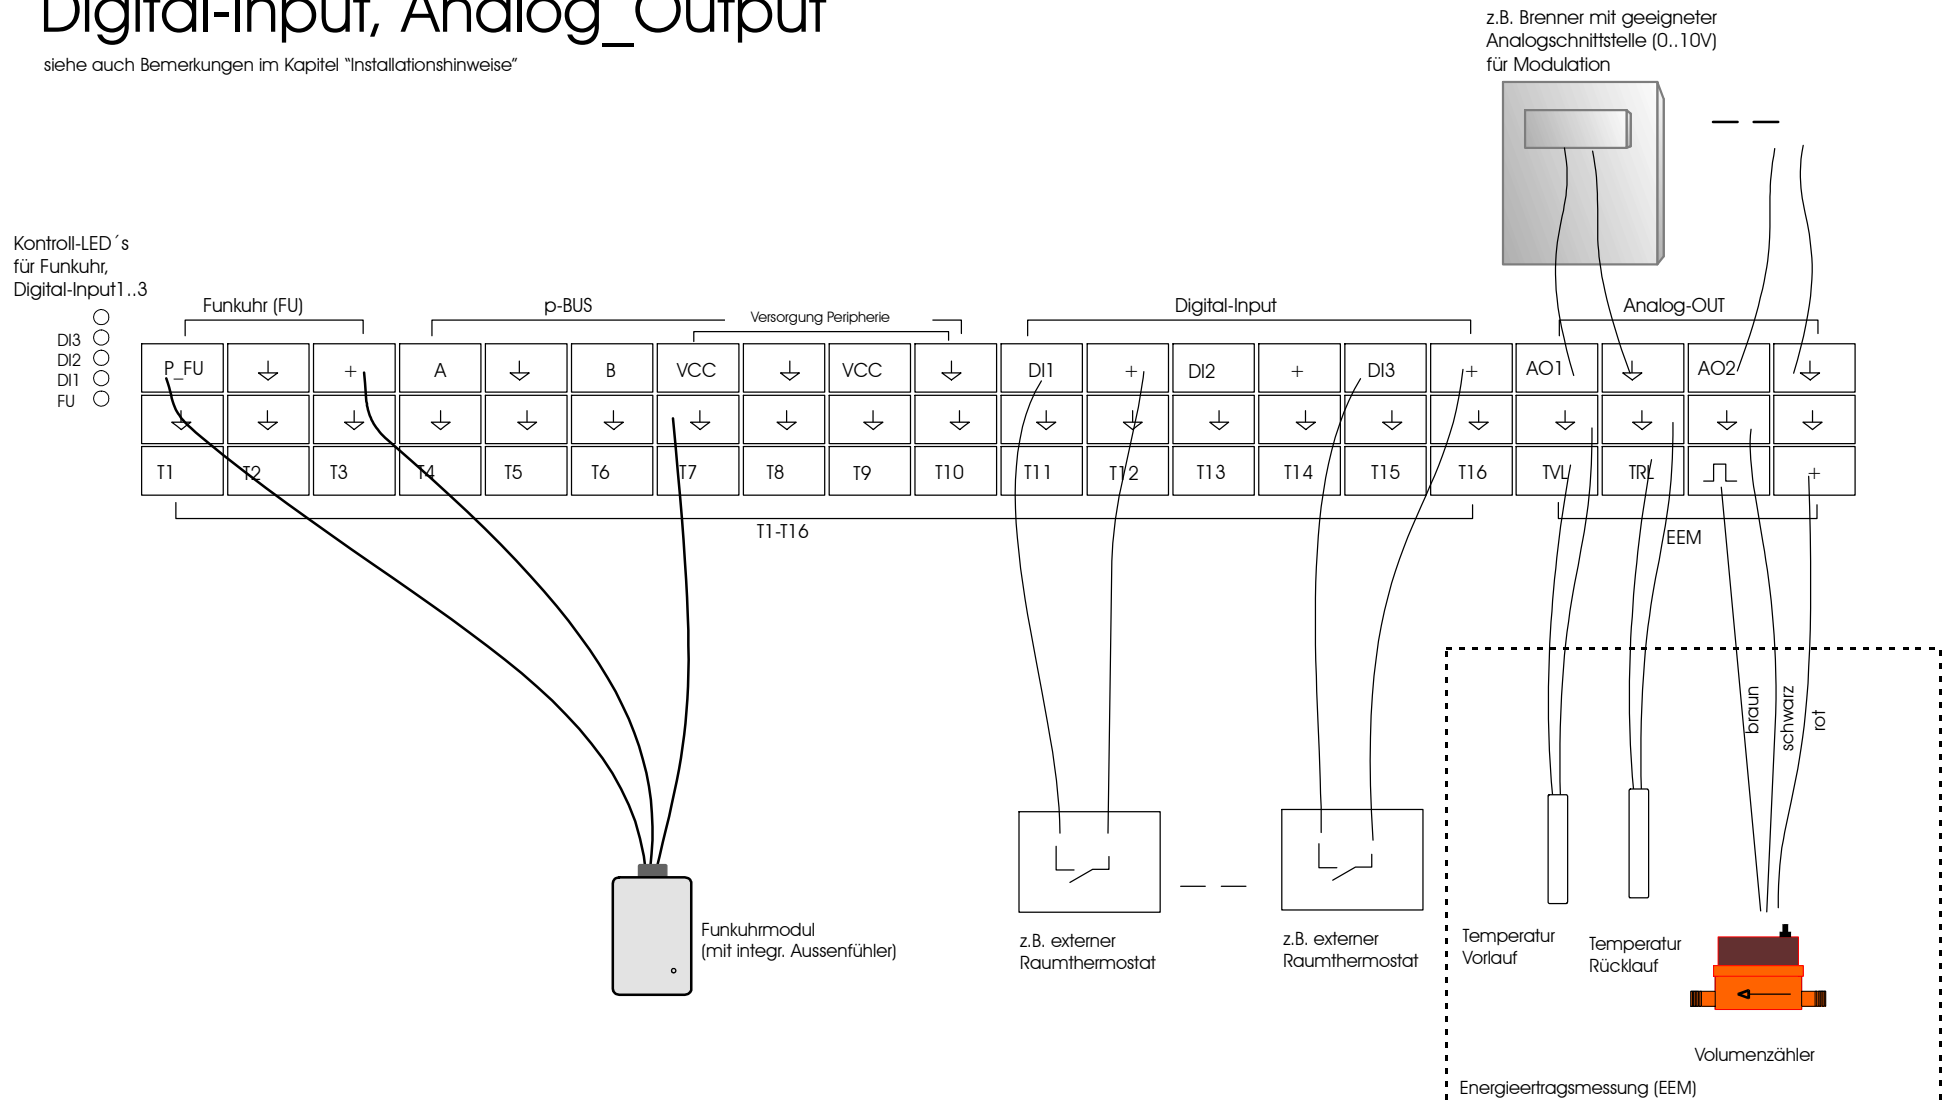 Digital-Input, Analog_Output
siehe auch Bemerkungen im Kapitel "Installationshinweise"
z.B. Brenner mit geeigneter
Analogschnittstelle (0..10V)
für Modulation
Kontroll-LED´s
für Funkuhr,
Digital-Input1..3
DI3
DI2
DI1
FU
Funkuhr (FU)
p-BUS
Versorgung Peripherie
Digital-Input
Analog-OUT
P_FU + A B VCC VCC DI1 + DI2 + DI3 + AO1 AO2
T1 T2 T3 T4 T5 T6 T7 T8 T9 T10 T11 T12 T13 T14 T15 T16 TVL TRL +
T1-T16
EEM
braun
schwarz
rot
Funkuhrmodul
(mit integr. Aussenfühler)
z.B. externer
Raumthermostat
z.B. externer
Raumthermostat
Temperatur
Vorlauf
Temperatur
Rücklauf
Volumenzähler
Energieertragsmessung (EEM)